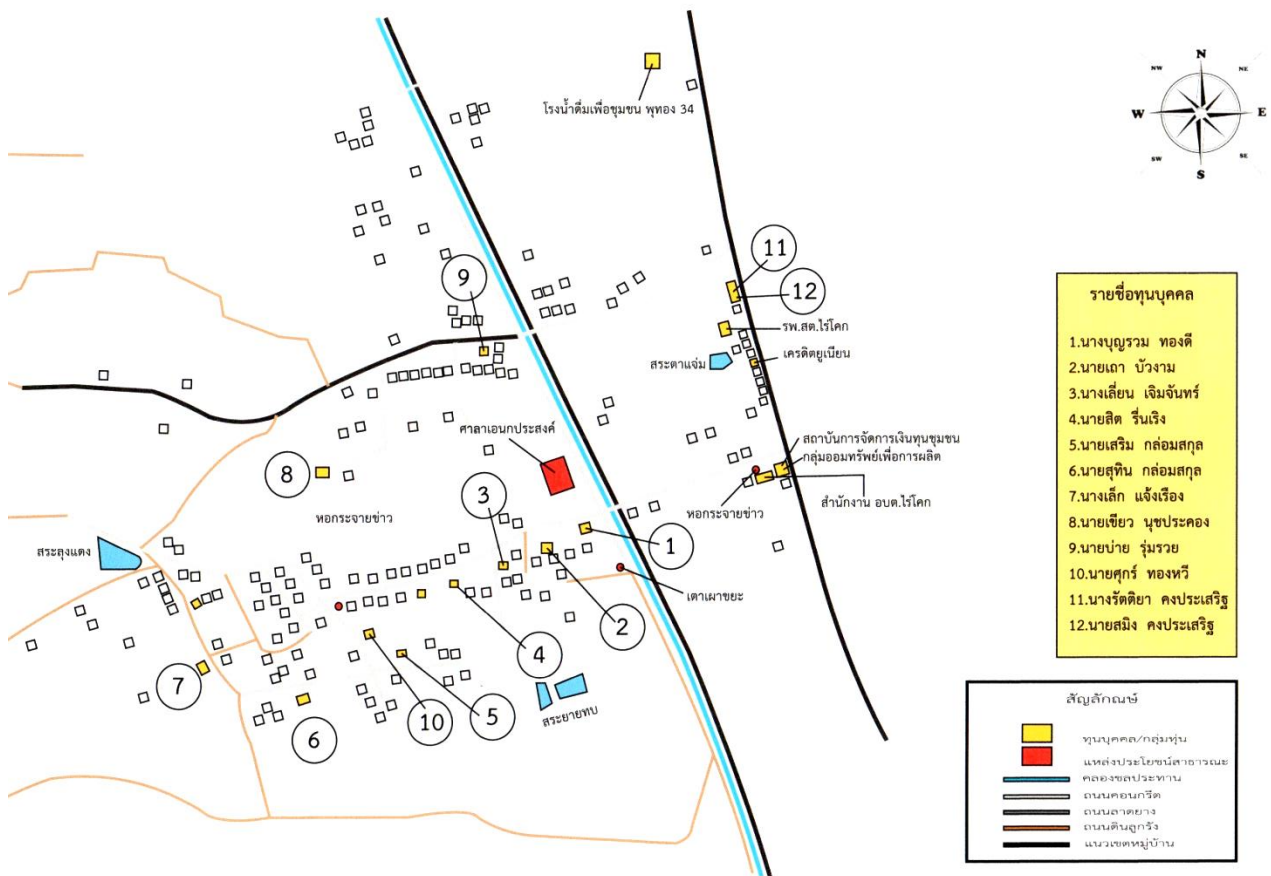 โรงน้ำดื่มเพื่อชุมชน พุทอง 34
N
NW
NE
W
E
SW
SE
S
11
12
9
รพ.สต.ไร่โคก
สระตาแจ่ม
เครดิตยูเนียน
ศาลาเอนกประสงค์
สถาบันการจัดการเงินทุนชุมชน
กลุ่มออมทรัพย์เพื่อการผลิต
8
3
หอกระจายข่าว
หอกระจายข่าว
สำนักงาน อบต.ไร่โคก
สระลุงแดง
1
เตาเผาขยะ
2
4
7
5
10
6
สระยายทบ
รายชื่อทุนบุคคล
1.นางบุญรวม ทองดี
2.นายเถา บัวงาม
3.นางเลี่ยน เจิมจันทร์
4.นายสิต รื่นเริง
5.นายเสริม กล่อมสกุล
6.นายสุทิน กล่อมสกุล
7.นางเล็ก แจ้งเรือง
8.นายเขียว นุชประคอง
9.นายบ่าย รุ่มรวย
10.นายศุกร์ ทองหวี
11.นางรัตติยา คงประเสริฐ
12.นายสมิง คงประเสริฐ
สัญลักษณ์
ทุนบุคคล/กลุ่มทุ่น
แหล่งประโยชน์สาธารณะ
คลองชลประทาน
ถนนคอนกรีต
ถนนลาดยาง
ถนนดินลูกรัง
แนวเขตหมู่บ้าน